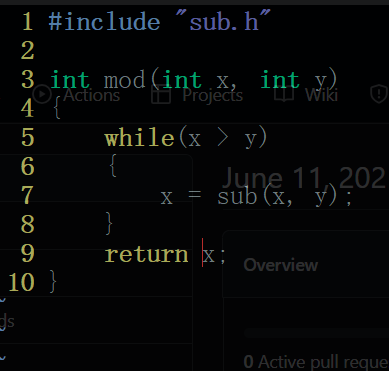 1 #include "sub.h"
2
3 int mod(int x, int y)
Actions Projects Wiki
4 {
5 while(x > y)
6 {
June 11, 202
7 x = sub(x, y);
8 }
9 return x;
Overview
10 }
ds
~
~
~
0 Active pull reque